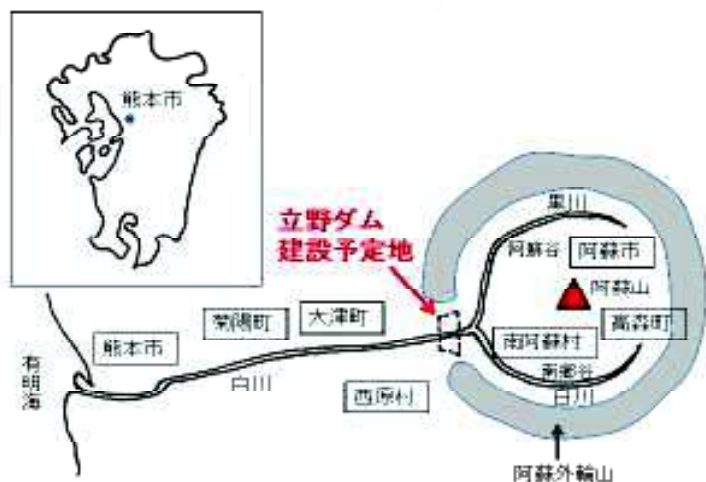 熊本市
立野ダム
建設予定地
黒川
阿蘇谷
阿蘇市
阿蘇山
高森町
南阿蘇村
南郷谷
白川
大津町
菊陽町
熊本市
白川
西原村
有明海
阿蘇外輪山